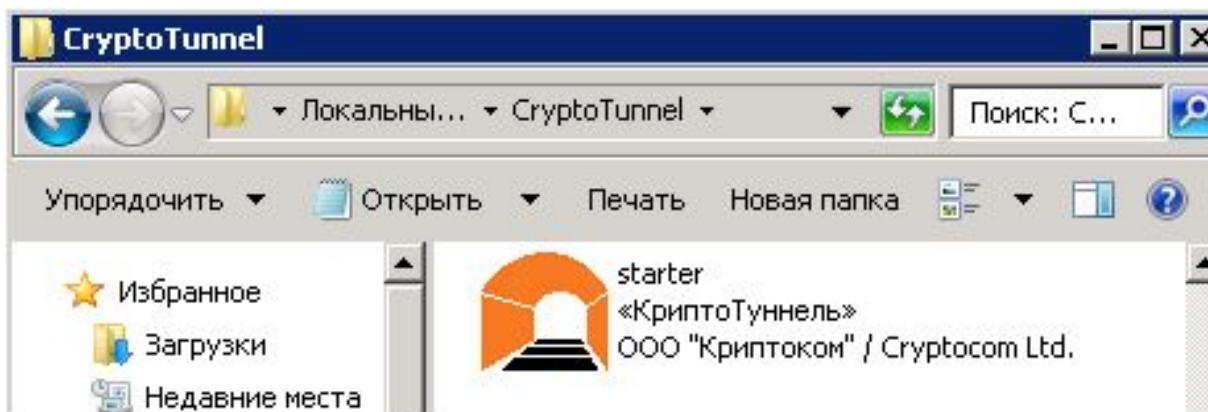 CryptoTunnel
Локальны... CryptoTunnel Поиск: C...
Упорядочить Открыть Печать Новая папка
Избранное
Загрузки
Недавние места
starter
«КриптоТуннель»
ООО "Криптоком" / Cryptocom Ltd.